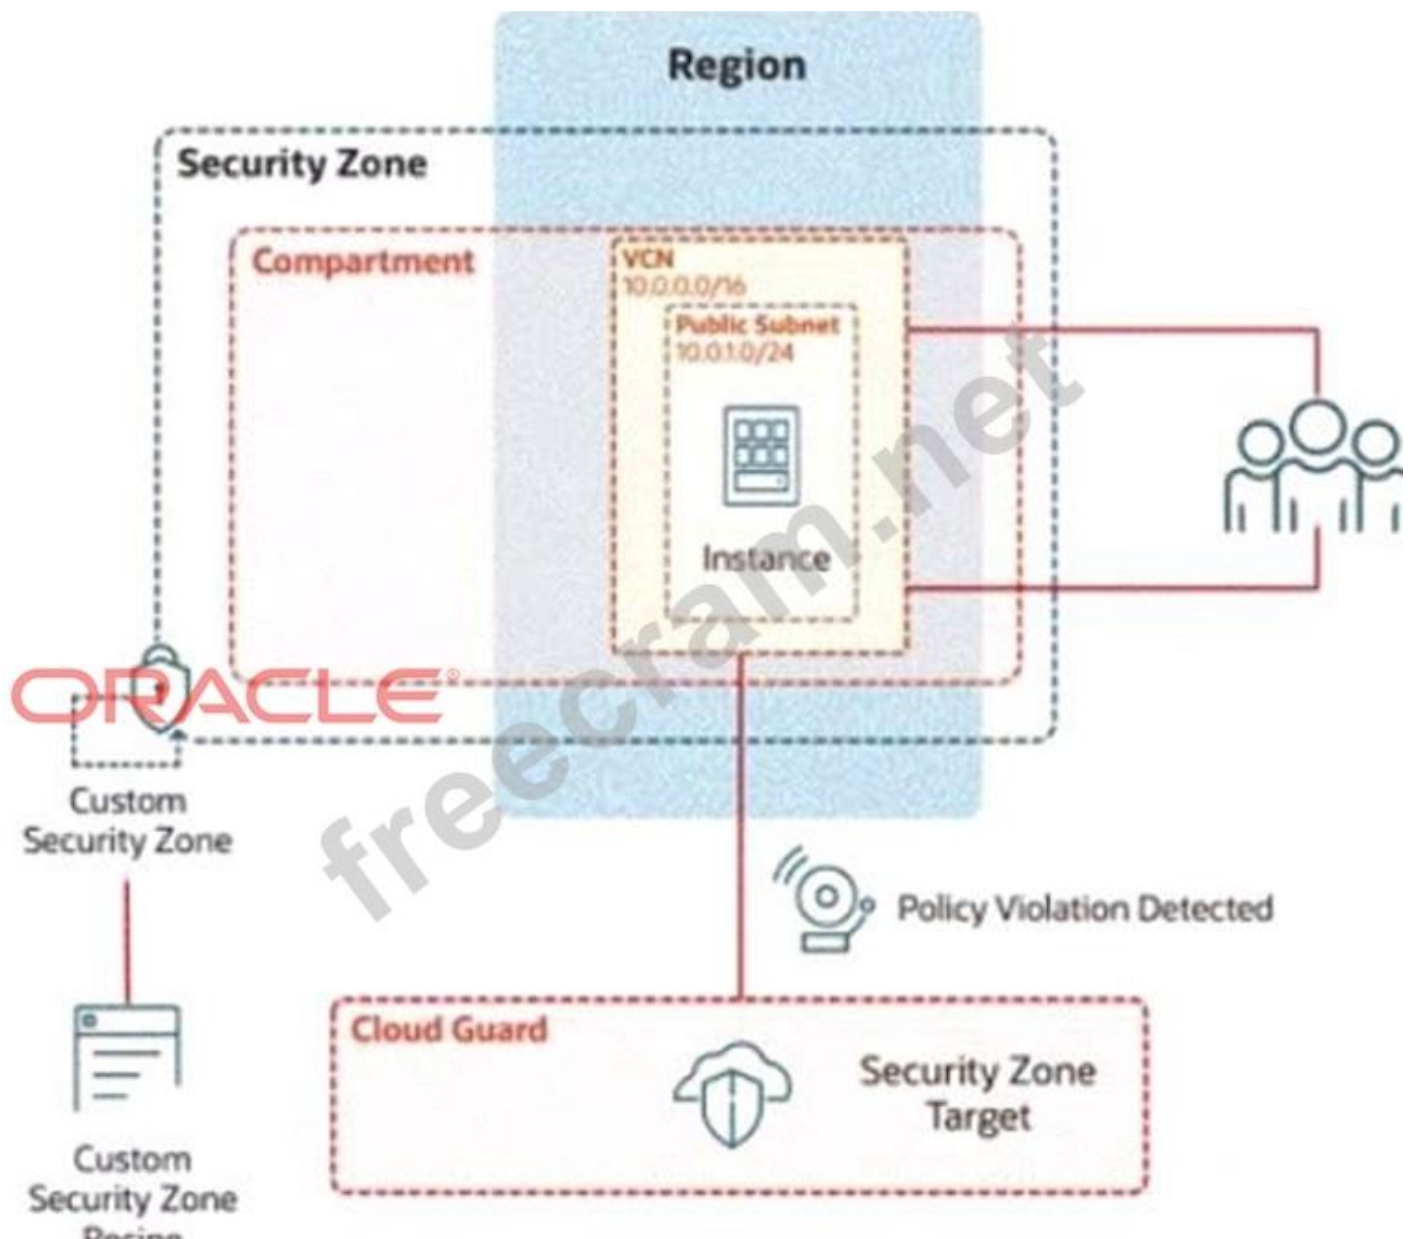 Region
Security Zone
Compartment
VCN
10.0.0.0/16
Public Subnet
10.0.1.0/24
Instance
ORACLE®
Custom
Security Zone
Policy Violation Detected
Cloud Guard
Security Zone
Target
Custom
Security Zone
freecram.net